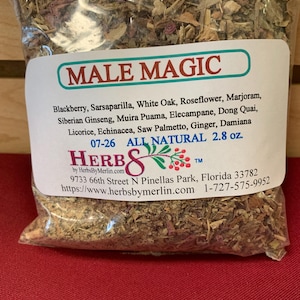 MALE MAGIC
Blackberry, Sarsaparilla, White Oak, Roseflower, Marjoram,
Siberian Ginseng, Muira Puama, Elecampane, Dong Quai,
Licorice, Echinacea, Saw Palmetto, Ginger, Damiana
07-26 ALL NATURAL 2.8 oz.
HERBS TM
by HerbsByMerlin.com
9733 66th Street N Pinellas Park, Florida 33782
https://www.herbsbymerlin.com 1-727-575-9952